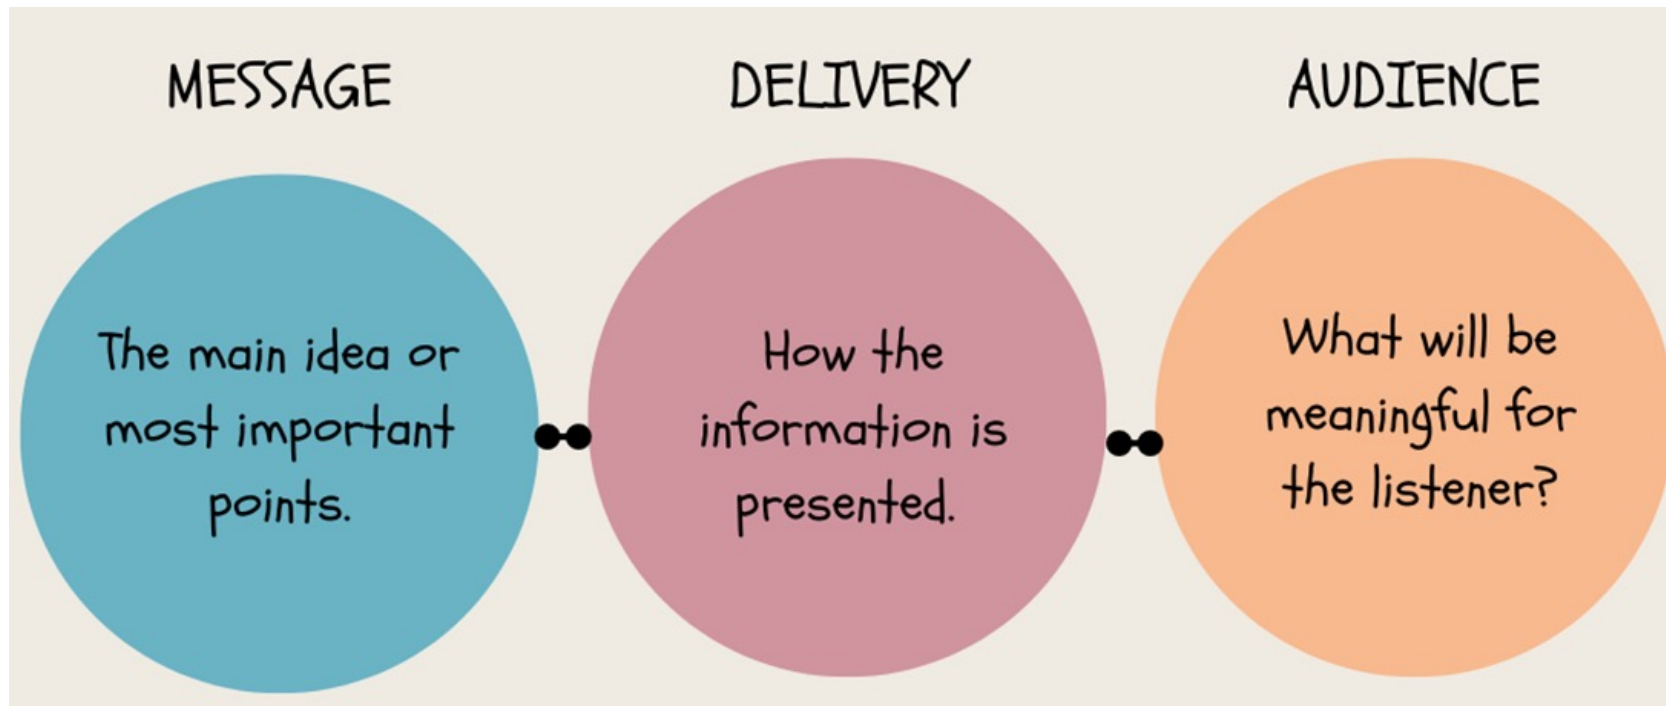 MESSAGE
The main idea or
most important
points.
DELIVERY
How the
information is
presented.
AUDIENCE
What will be
meaningful for
the listener?